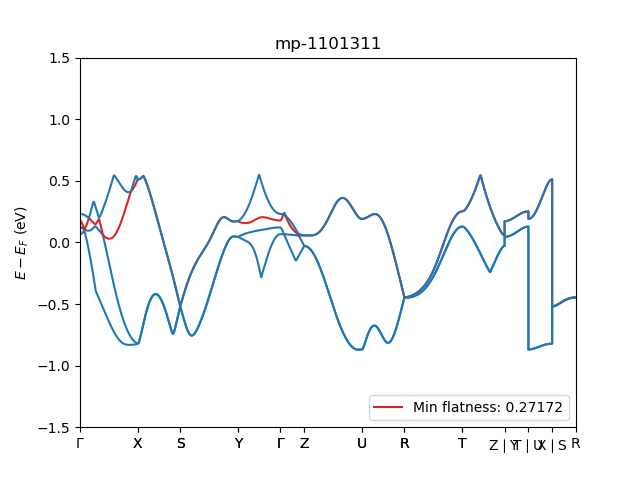 mp-1101311
E − E_F (eV)
1.5
1.0
0.5
0.0
−0.5
−1.0
−1.5
Min flatness: 0.27172
Γ X S Y Γ Z U R T Z | Y T | U X | S R